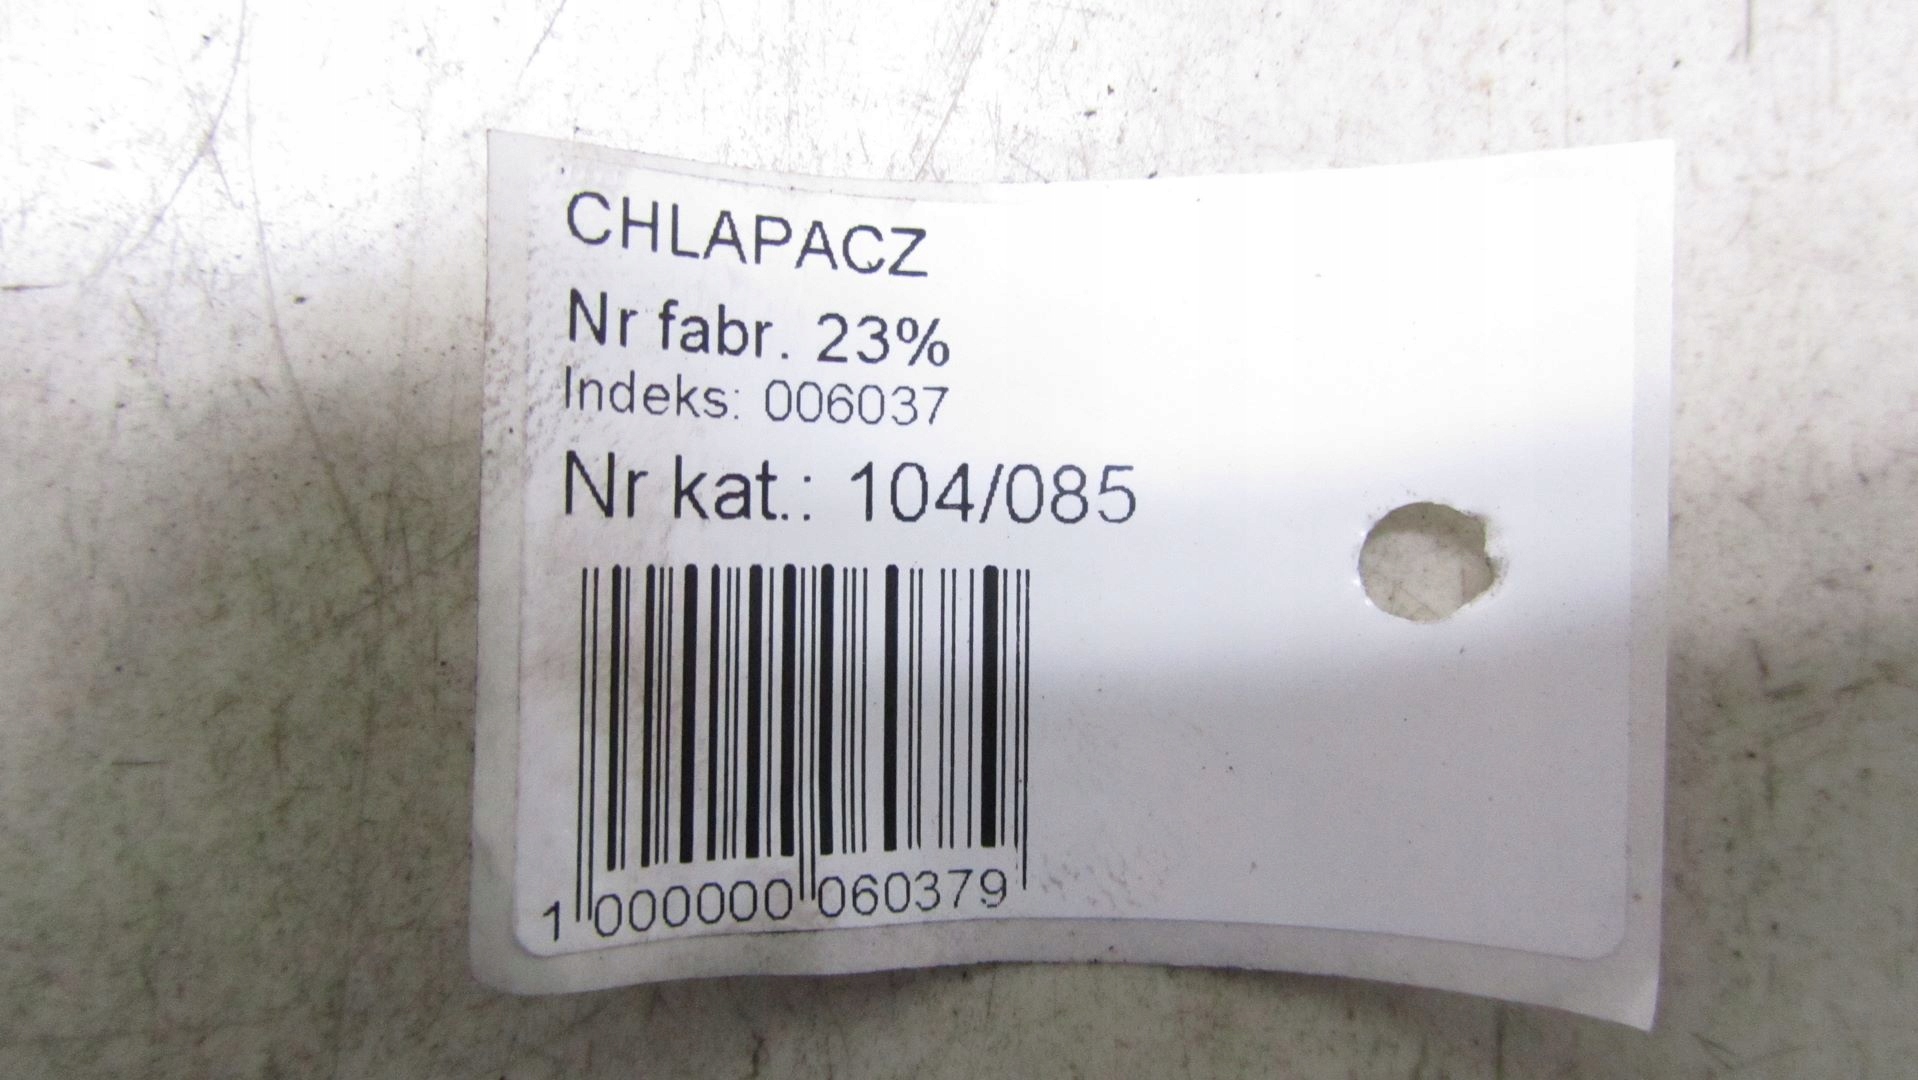 CHLAPACZ
Nr fabr. 23%
Indeks: 006037
Nr kat.: 104/085
1 000000 060379